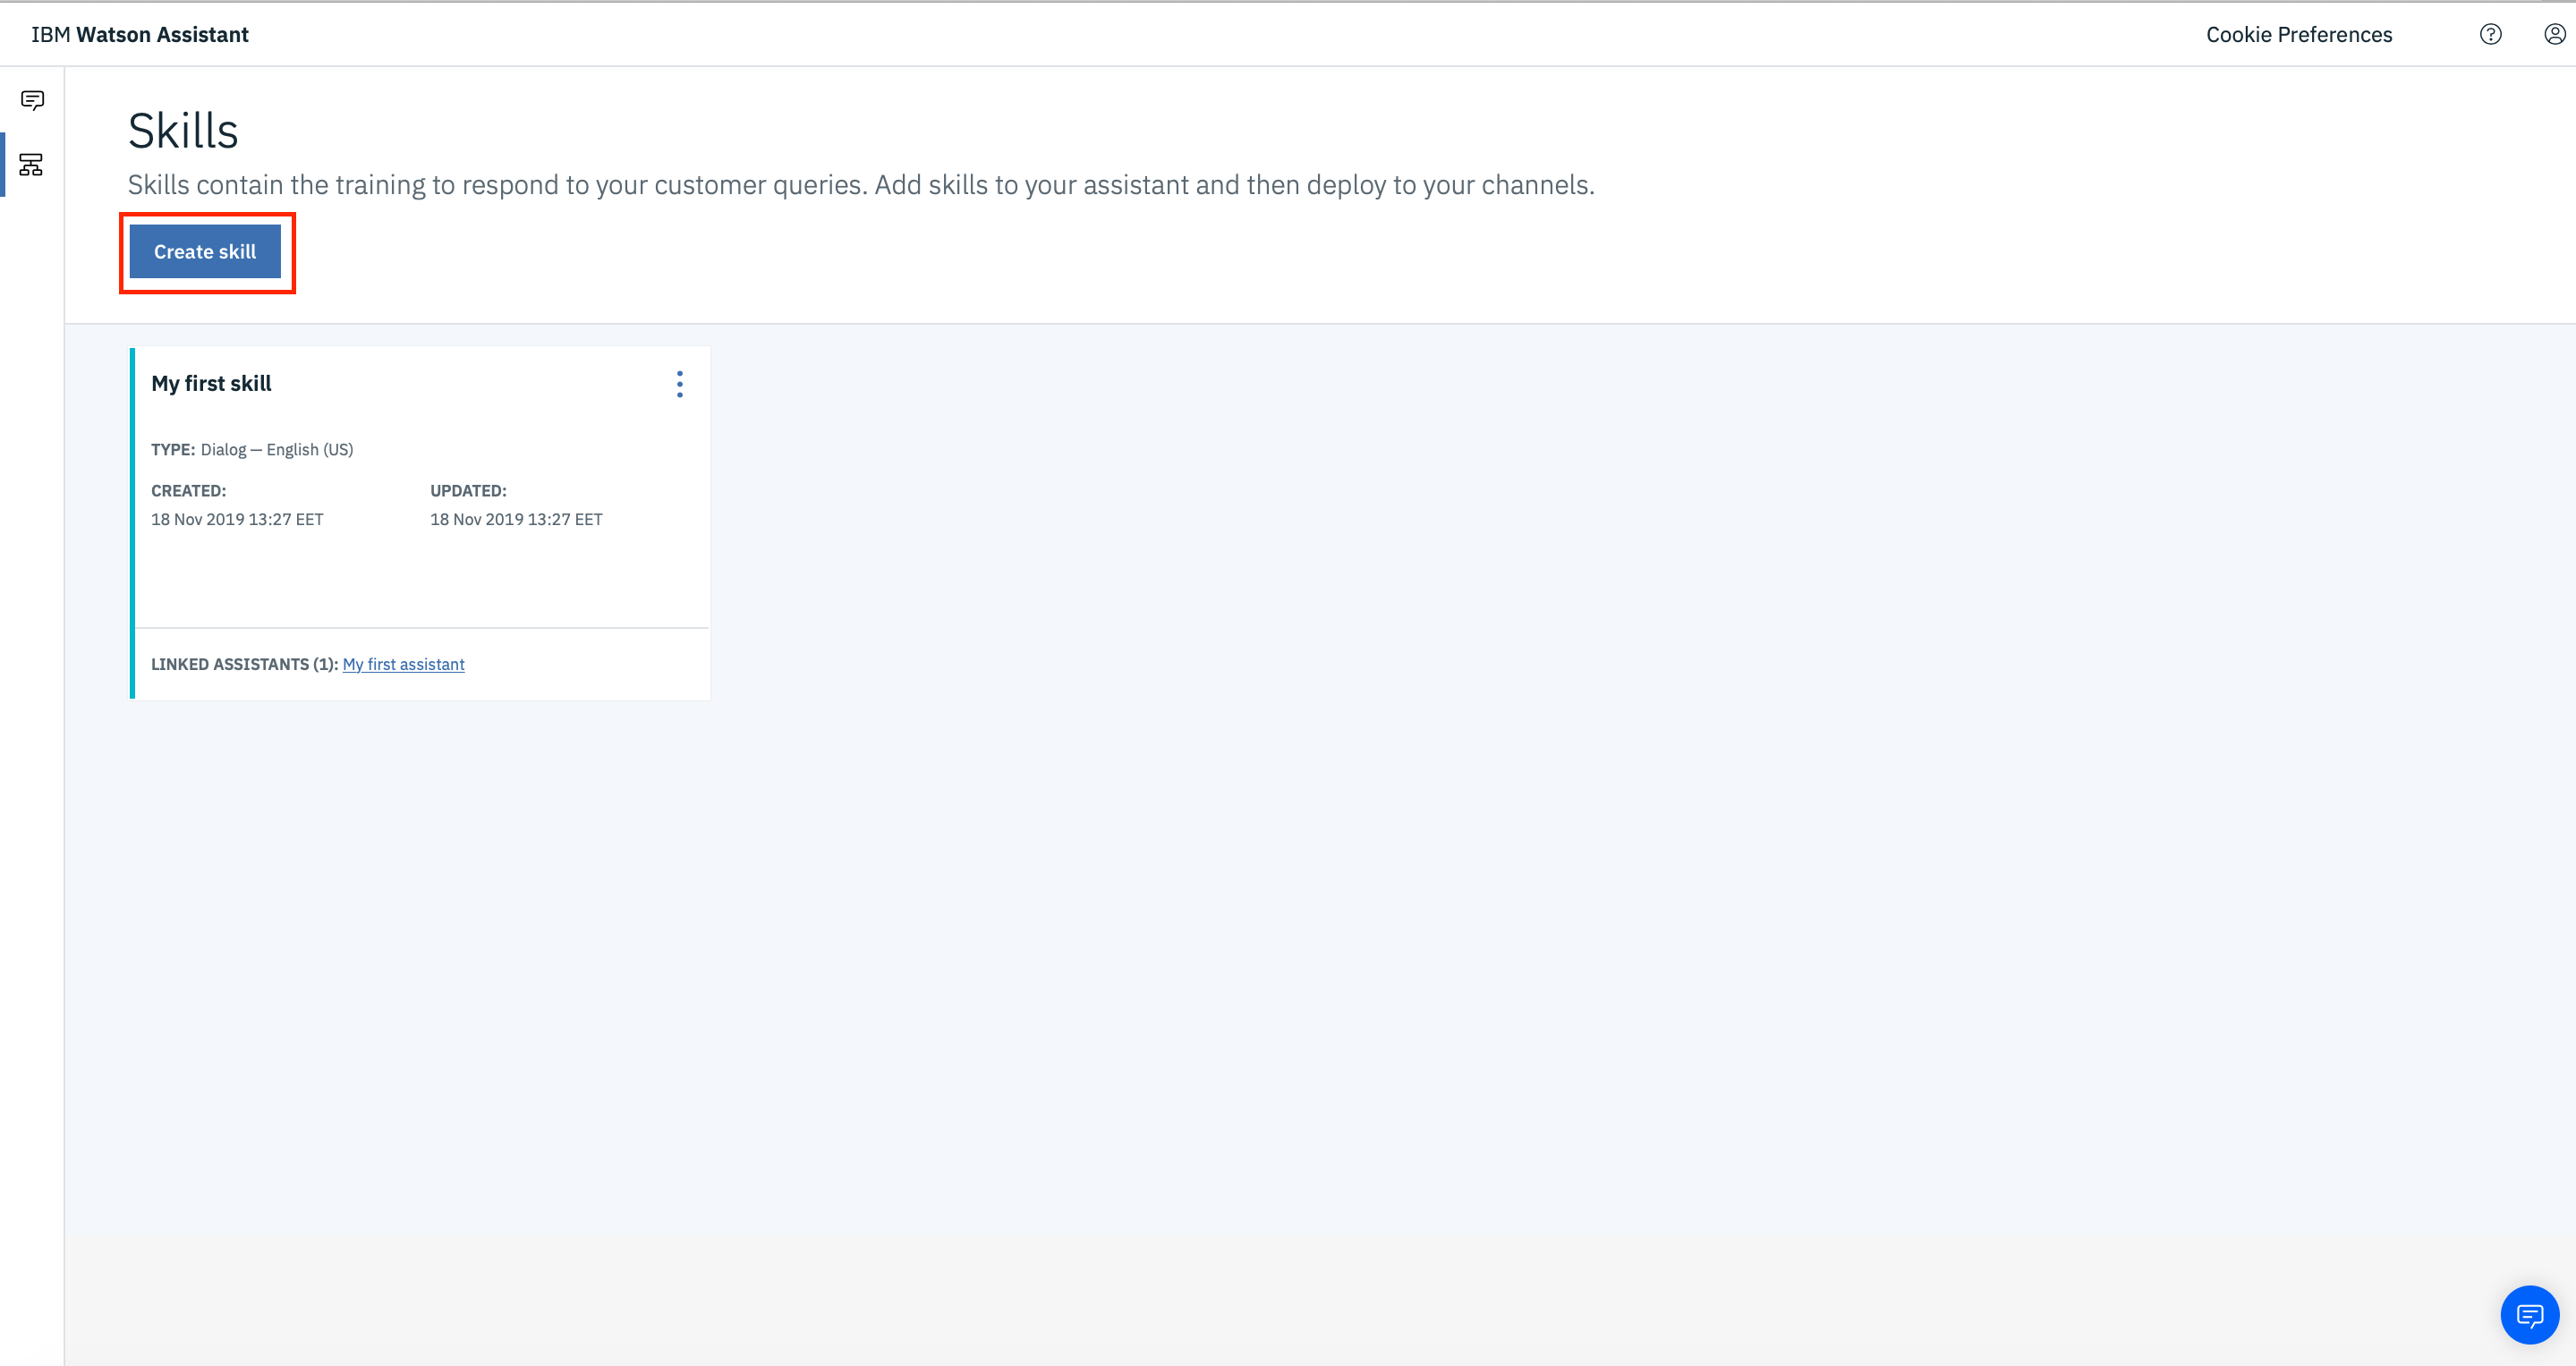 IBM Watson Assistant
Cookie Preferences
Skills
Skills contain the training to respond to your customer queries. Add skills to your assistant and then deploy to your channels.
Create skill
My first skill
TYPE: Dialog — English (US)
CREATED:
18 Nov 2019 13:27 EET
UPDATED:
18 Nov 2019 13:27 EET
LINKED ASSISTANTS (1): My first assistant